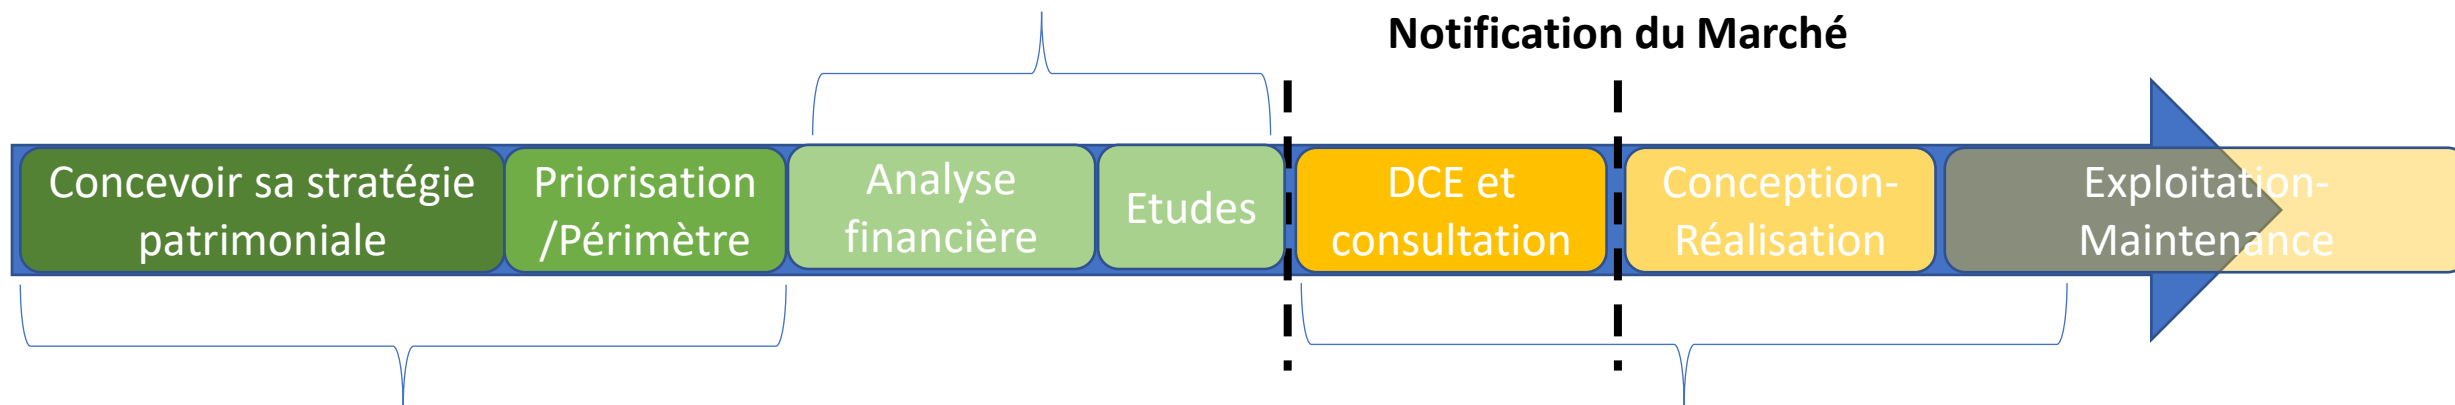 Notification du Marché
Concevoir sa stratégie
patrimoniale
Priorisation
/Périmètre
Analyse
financière
Etudes
DCE et
consultation
Conception-
Réalisation
Exploitation-
Maintenance